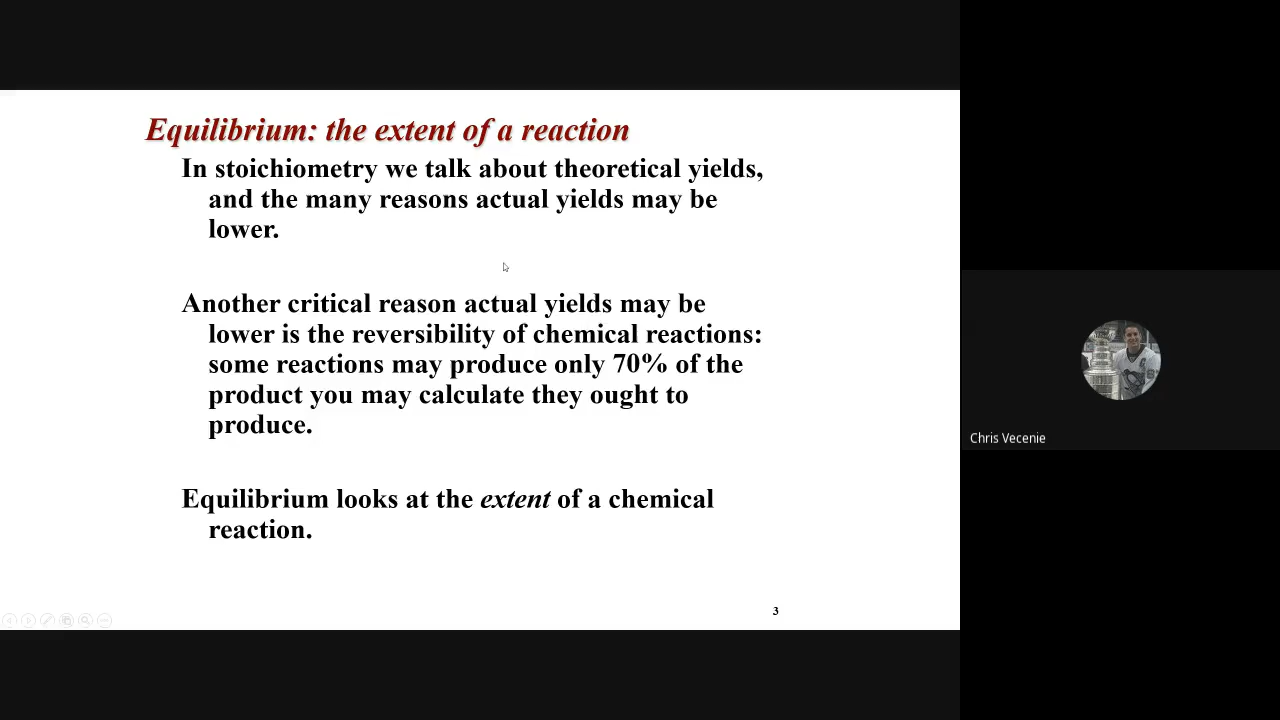 Equilibrium: the extent of a reaction
In stoichiometry we talk about theoretical yields,
and the many reasons actual yields may be
lower.
Another critical reason actual yields may be
lower is the reversibility of chemical reactions:
some reactions may produce only 70% of the
product you may calculate they ought to
produce.
Equilibrium looks at the extent of a chemical
reaction.
3
Chris Vecenie